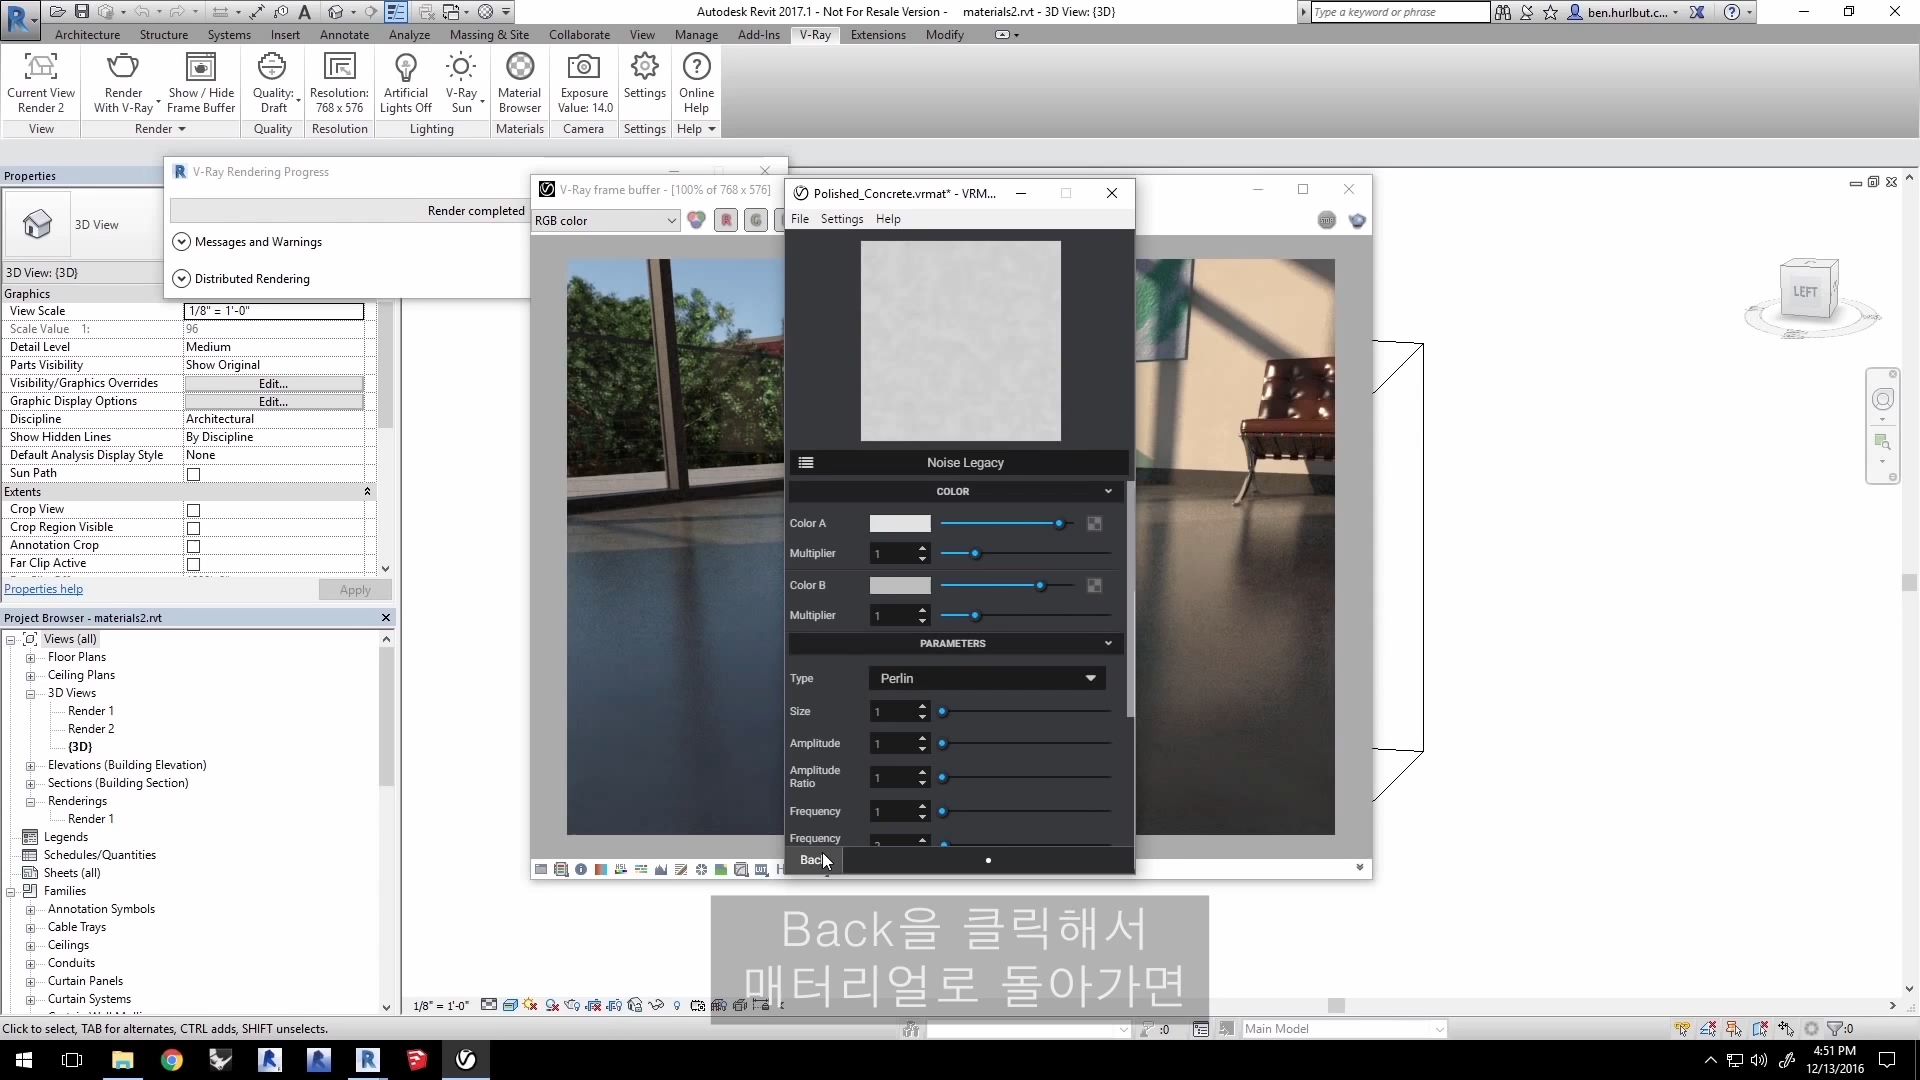 Autodesk Revit 2017.1 - Not For Resale Version - materials2.rvt - 3D View: {3D}
Type a keyword or phrase
ben.hurlbut.c...
Architecture Structure Systems Insert Annotate Analyze Massing & Site Collaborate View Manage Add-Ins V-Ray Extensions Modify
Current View
Render 2
Render
With V-Ray
Show / Hide
Frame Buffer
Quality:
Draft
Resolution:
768 x 576
Artificial
Lights Off
V-Ray
Sun
Material
Browser
Exposure
Value: 14.0
Settings
Online
Help
View Render Quality Resolution Lighting Materials Camera Settings Help
Properties
3D View
3D View: {3D}
Graphics
View Scale 1/8" = 1'-0"
Scale Value 1: 96
Detail Level Medium
Parts Visibility Show Original
Visibility/Graphics Overrides Edit...
Graphic Display Options Edit...
Discipline Architectural
Show Hidden Lines By Discipline
Default Analysis Display Style None
Sun Path
Extents
Crop View
Crop Region Visible
Annotation Crop
Far Clip Active
Properties help Apply
V-Ray Rendering Progress
Render completed
Messages and Warnings
Distributed Rendering
V-Ray frame buffer - [100% of 768 x 576]
RGB color
R
G
STOP
Polished_Concrete.vrmat* - VRM...
File Settings Help
Noise Legacy
COLOR
Color A
Multiplier 1
Color B
Multiplier 1
PARAMETERS
Type Perlin
Size 1
Amplitude 1
Amplitude
Ratio 1
Frequency 1
Frequency
Back
LEFT
Project Browser - materials2.rvt
Views (all)
Floor Plans
Ceiling Plans
3D Views
Render 1
Render 2
{3D}
Elevations (Building Elevation)
Sections (Building Section)
Renderings
Render 1
Legends
Schedules/Quantities
Sheets (all)
Families
Annotation Symbols
Cable Trays
Ceilings
Conduits
Curtain Panels
Curtain Systems
Back을 클릭해서
매터리얼로 돌아가면
1/8" = 1'-0"
Click to select, TAB for alternates, CTRL adds, SHIFT unselects.
:0
Main Model
:0
4:51 PM
12/13/2016